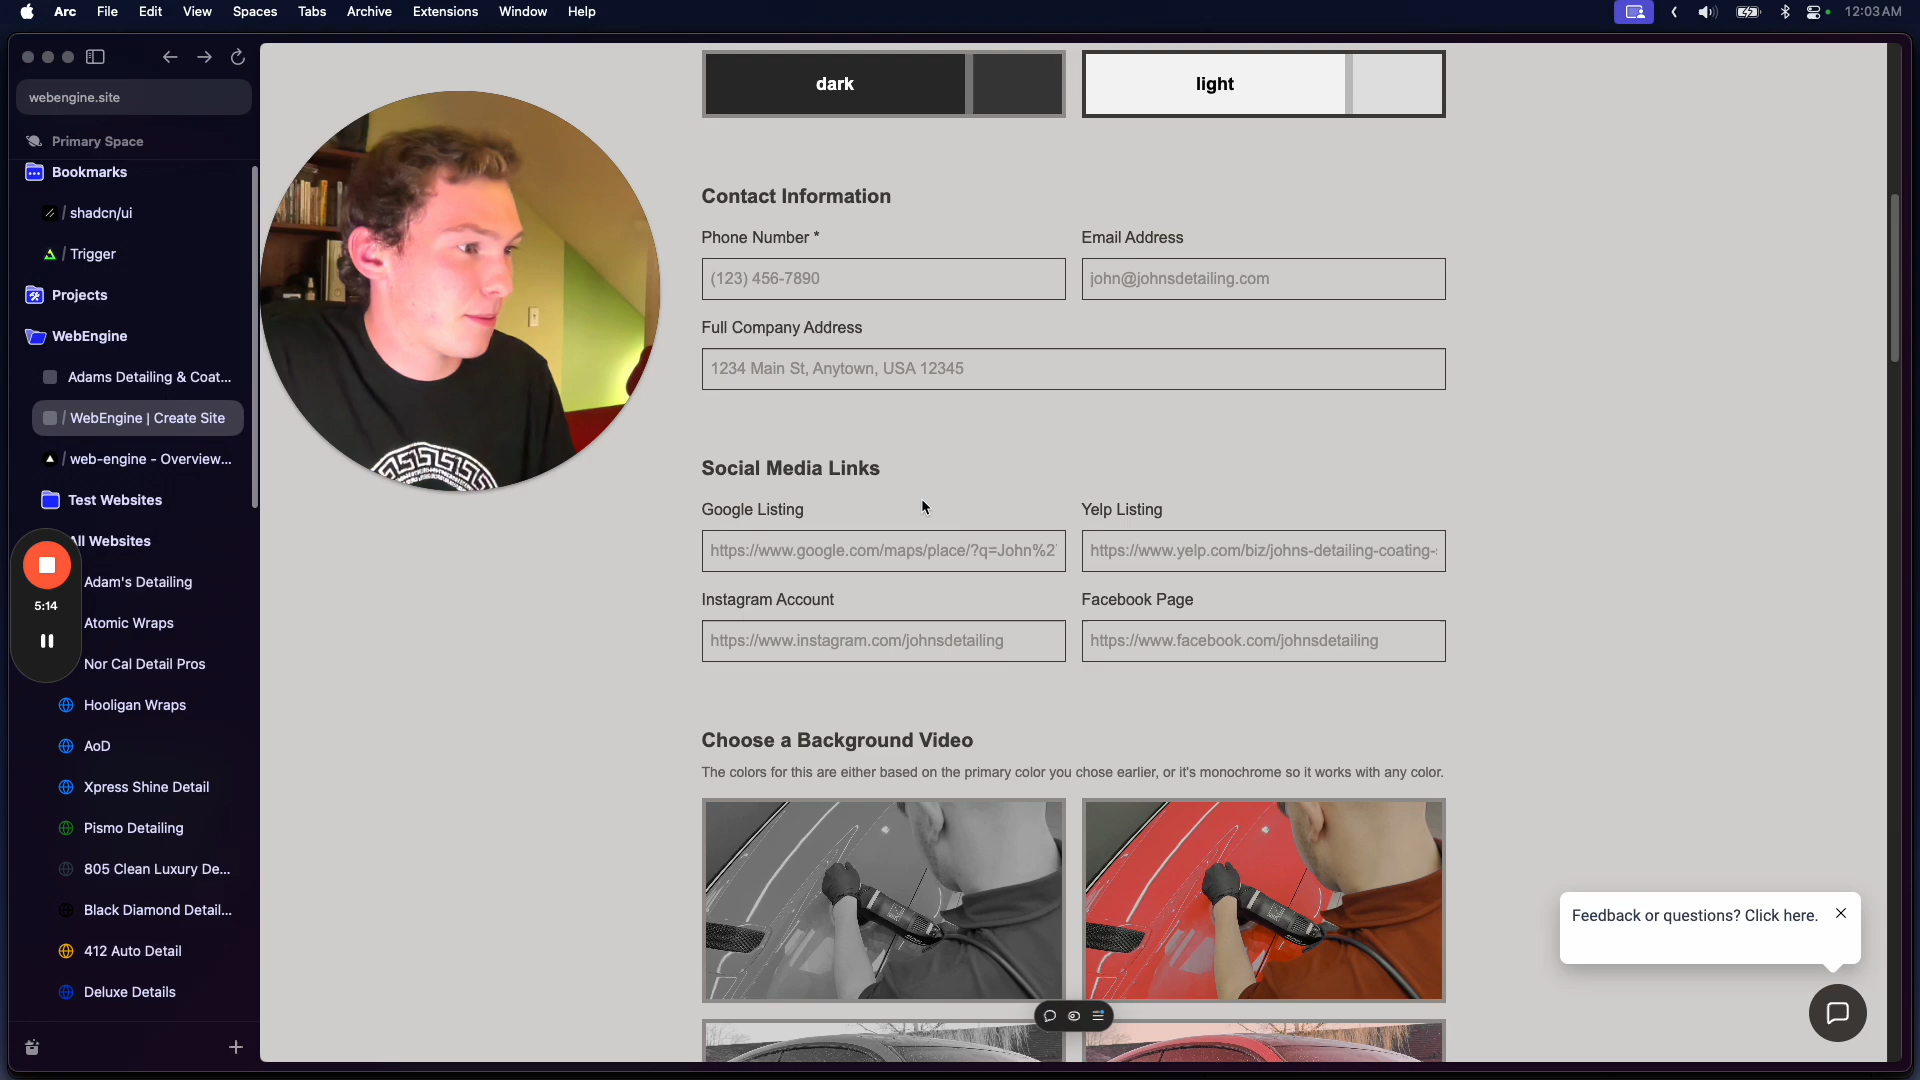 Arc File Edit View Spaces Tabs Archive Extensions Window Help
12:03AM
webengine.site
Primary Space
Bookmarks
/ shadcn/ui
/ Trigger
Projects
WebEngine
Adams Detailing & Coat...
/ WebEngine | Create Site
/ web-engine - Overview...
Test Websites
All Websites
Adam's Detailing
Atomic Wraps
Nor Cal Detail Pros
Hooligan Wraps
AoD
Xpress Shine Detail
Pismo Detailing
805 Clean Luxury De...
Black Diamond Detail...
412 Auto Detail
Deluxe Details
5:14
dark
light
Contact Information
Phone Number *
Email Address
(123) 456-7890
john@johnsdetailing.com
Full Company Address
1234 Main St, Anytown, USA 12345
Social Media Links
Google Listing
Yelp Listing
https://www.google.com/maps/place/?q=John%2
https://www.yelp.com/biz/johns-detailing-coating-
Instagram Account
Facebook Page
https://www.instagram.com/johnsdetailing
https://www.facebook.com/johnsdetailing
Choose a Background Video
The colors for this are either based on the primary color you chose earlier, or it's monochrome so it works with any color.
Feedback or questions? Click here.